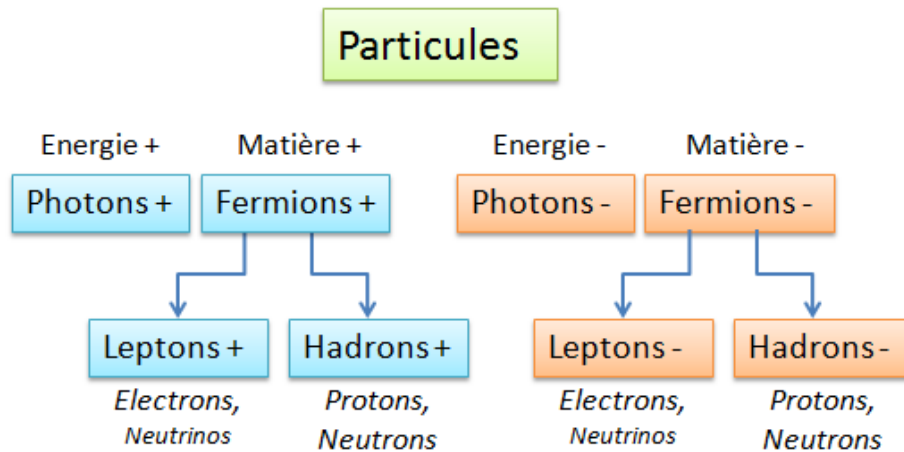 Particules
Energie + Matière + Energie - Matière -
Photons + Fermions + Photons - Fermions -
Leptons + Hadrons + Leptons - Hadrons -
Electrons, Protons, Electrons, Protons,
Neutrinos Neutrons Neutrinos Neutrons